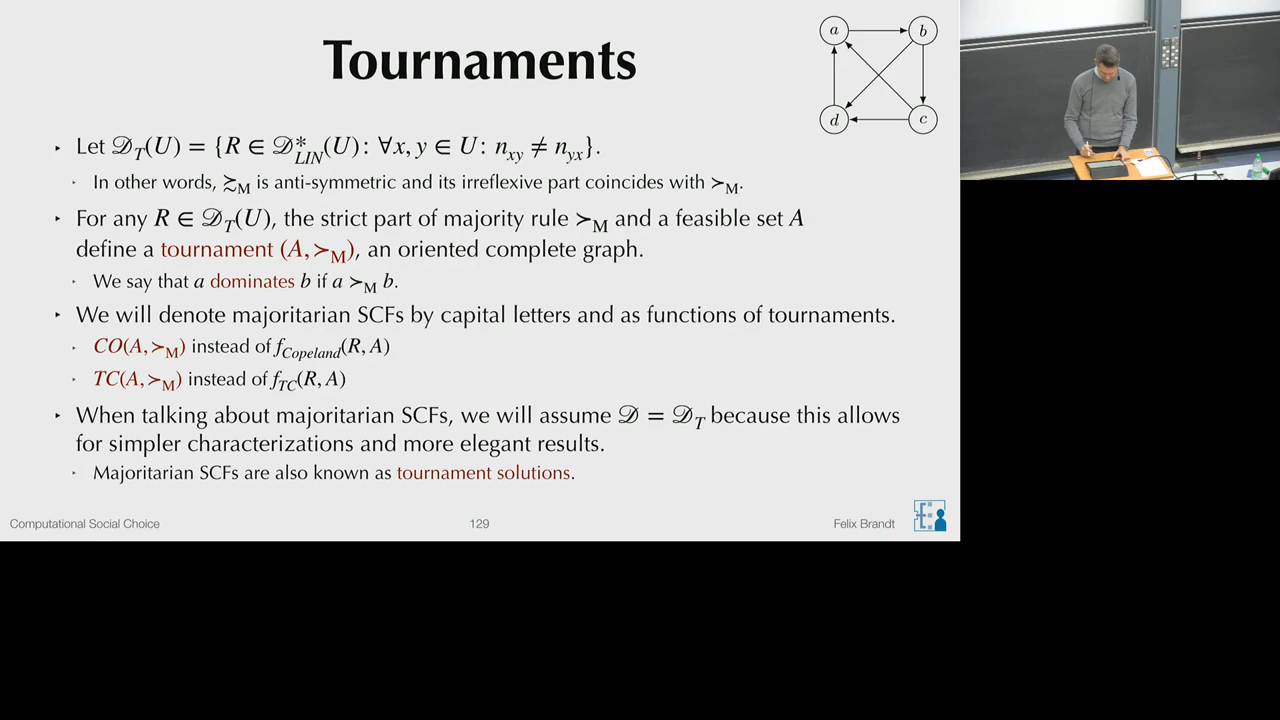 Tournaments
a
b
d
c
‣ Let 𝒟_T(U) = {R ∈ 𝒟*_LIN(U): ∀x, y ∈ U: n_xy ≠ n_yx}.
‣ In other words, ≿_M is anti-symmetric and its irreflexive part coincides with ≻_M.
‣ For any R ∈ 𝒟_T(U), the strict part of majority rule ≻_M and a feasible set A
define a tournament (A, ≻_M), an oriented complete graph.
‣ We say that a dominates b if a ≻_M b.
‣ We will denote majoritarian SCFs by capital letters and as functions of tournaments.
‣ CO(A, ≻_M) instead of f_Copeland(R, A)
‣ TC(A, ≻_M) instead of f_TC(R, A)
‣ When talking about majoritarian SCFs, we will assume 𝒟 = 𝒟_T because this allows
for simpler characterizations and more elegant results.
‣ Majoritarian SCFs are also known as tournament solutions.
Computational Social Choice
129
Felix Brandt